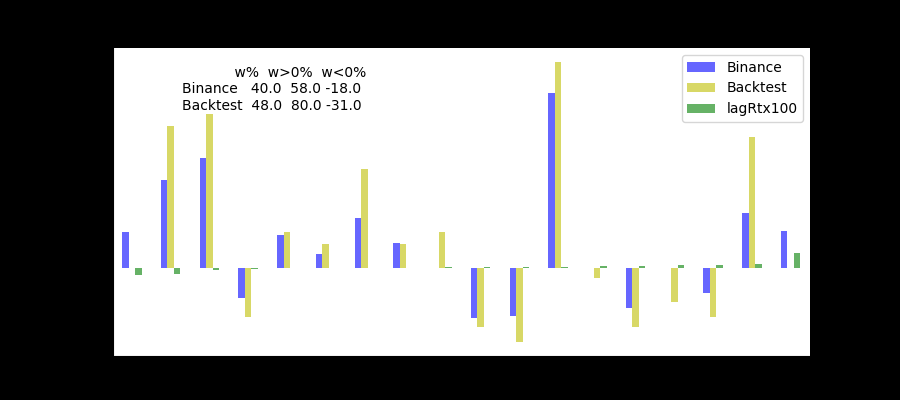 w% w>0% w<0%
Binance 40.0 58.0 -18.0
Backtest 48.0 80.0 -31.0
Binance
Backtest
lagRtx100